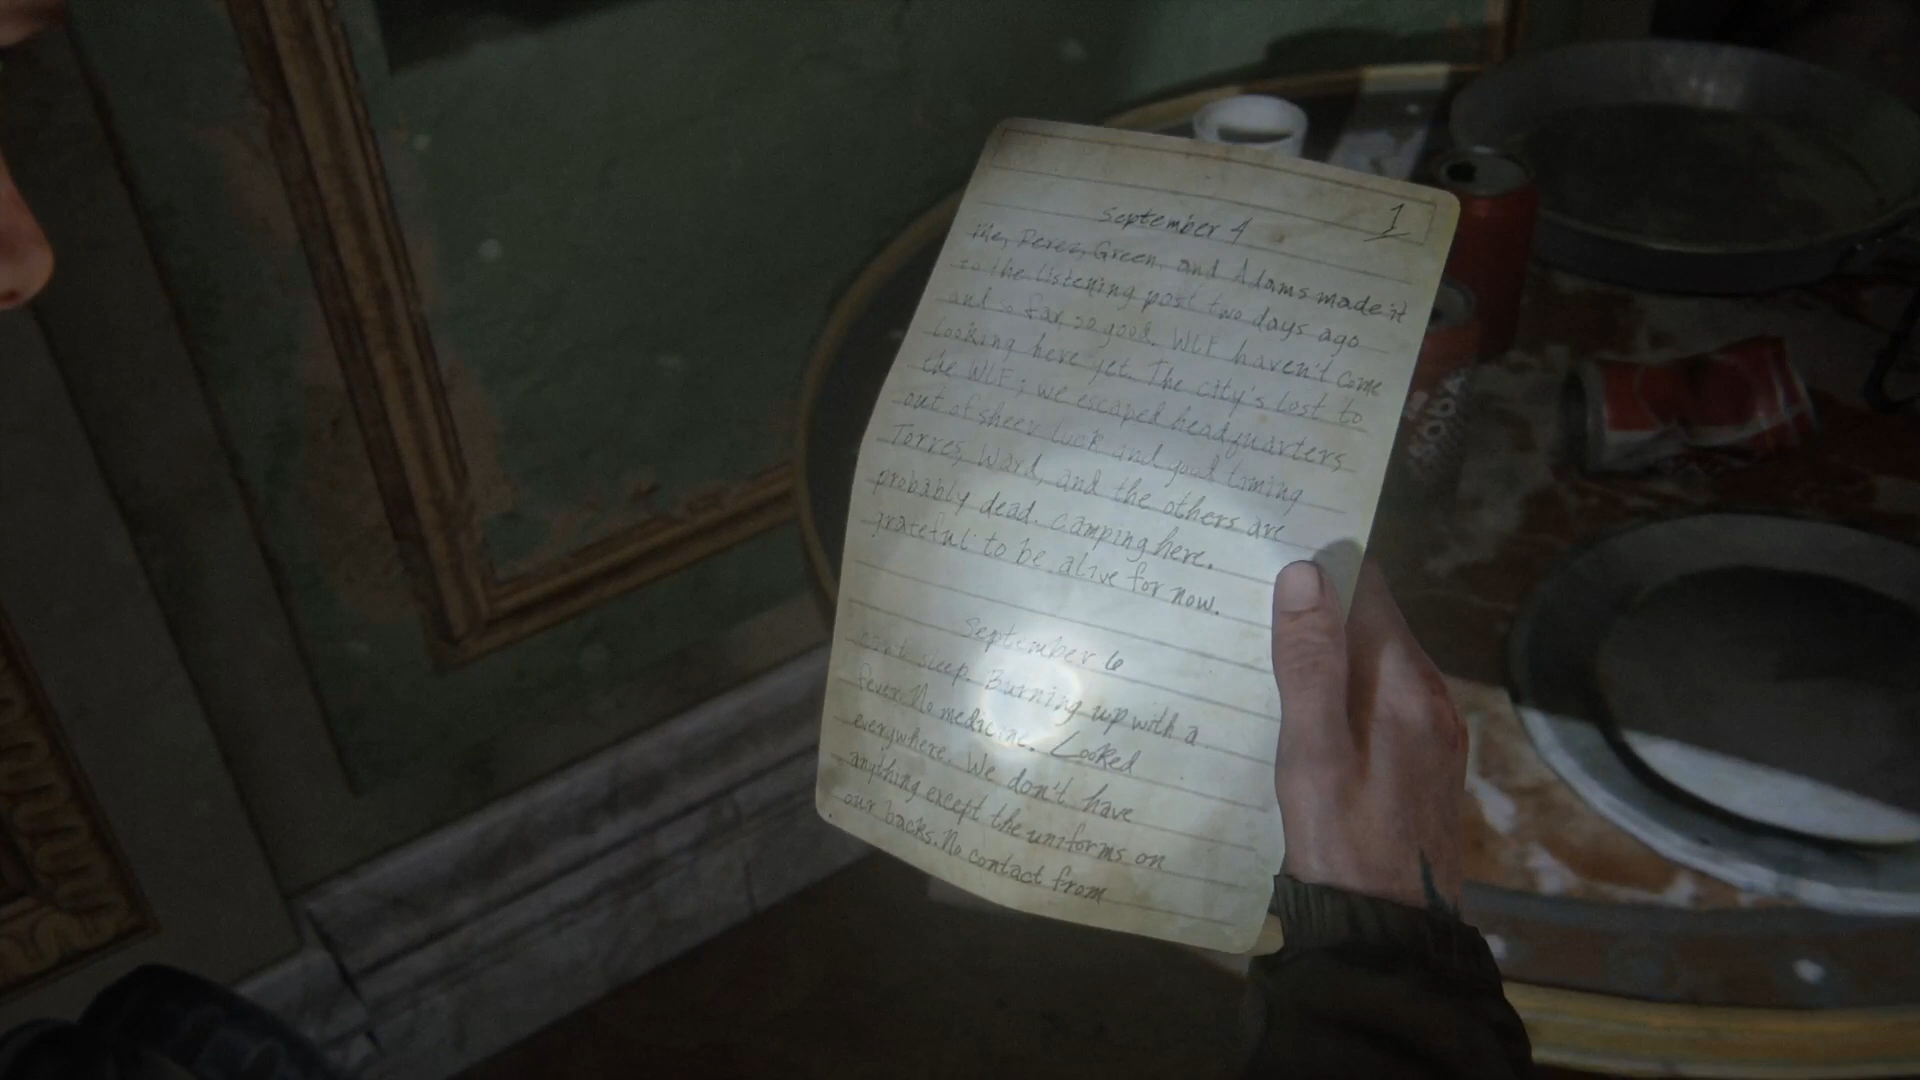 1
September 4
Me, Perez, Green, and Adams made it
to the listening post two days ago
and so far, so good. WLF haven't come
looking here yet. The city's lost to
the WLF; we escaped headquarters
out of sheer luck and good timing
Torres, Ward, and the others are
probably dead. camping here.
grateful to be alive for now.
September 6
can't sleep. Burning up with a
fever. No medicine. Looked
everywhere. We don't have
anything except the uniforms on
our backs. No contact from
SODA